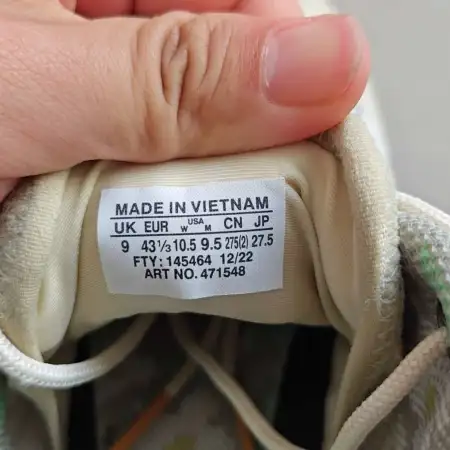 MADE IN VIETNAM
UK EUR W USA M CN JP
9 43⅓ 10.5 9.5 275(2) 27.5
FTY: 145464 12/22
ART NO. 471548